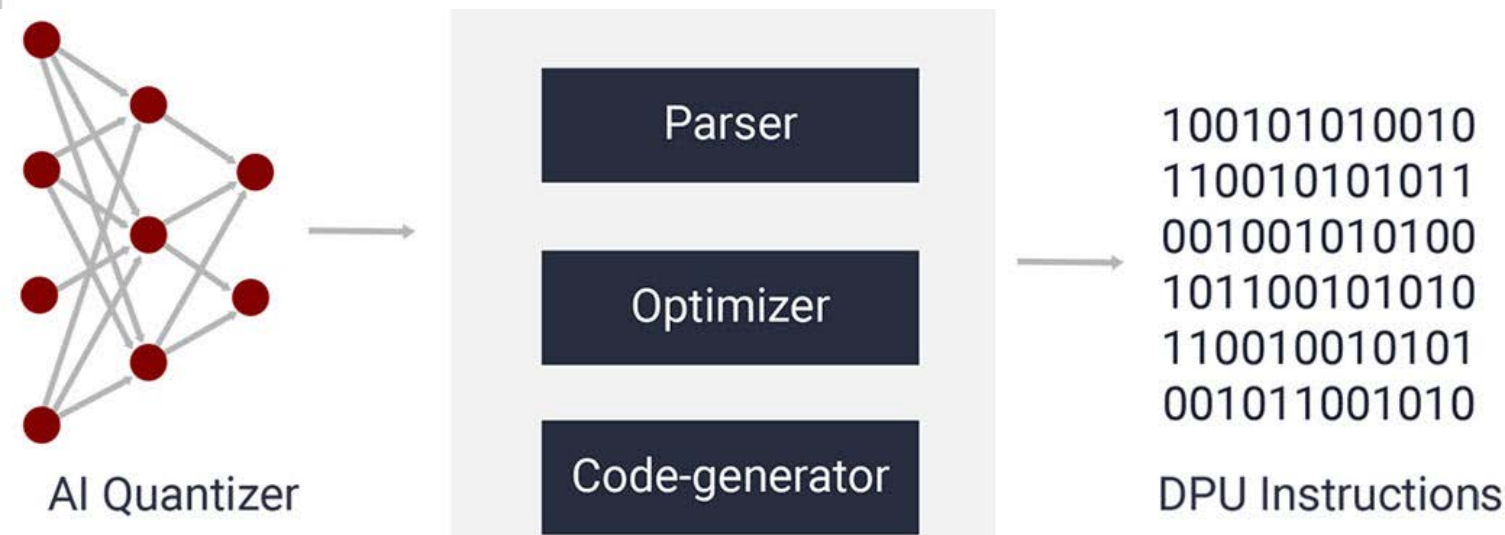 AI Quantizer
Parser
Optimizer
Code-generator
100101010010
110010101011
001001010100
101100101010
110010010101
001011001010
DPU Instructions